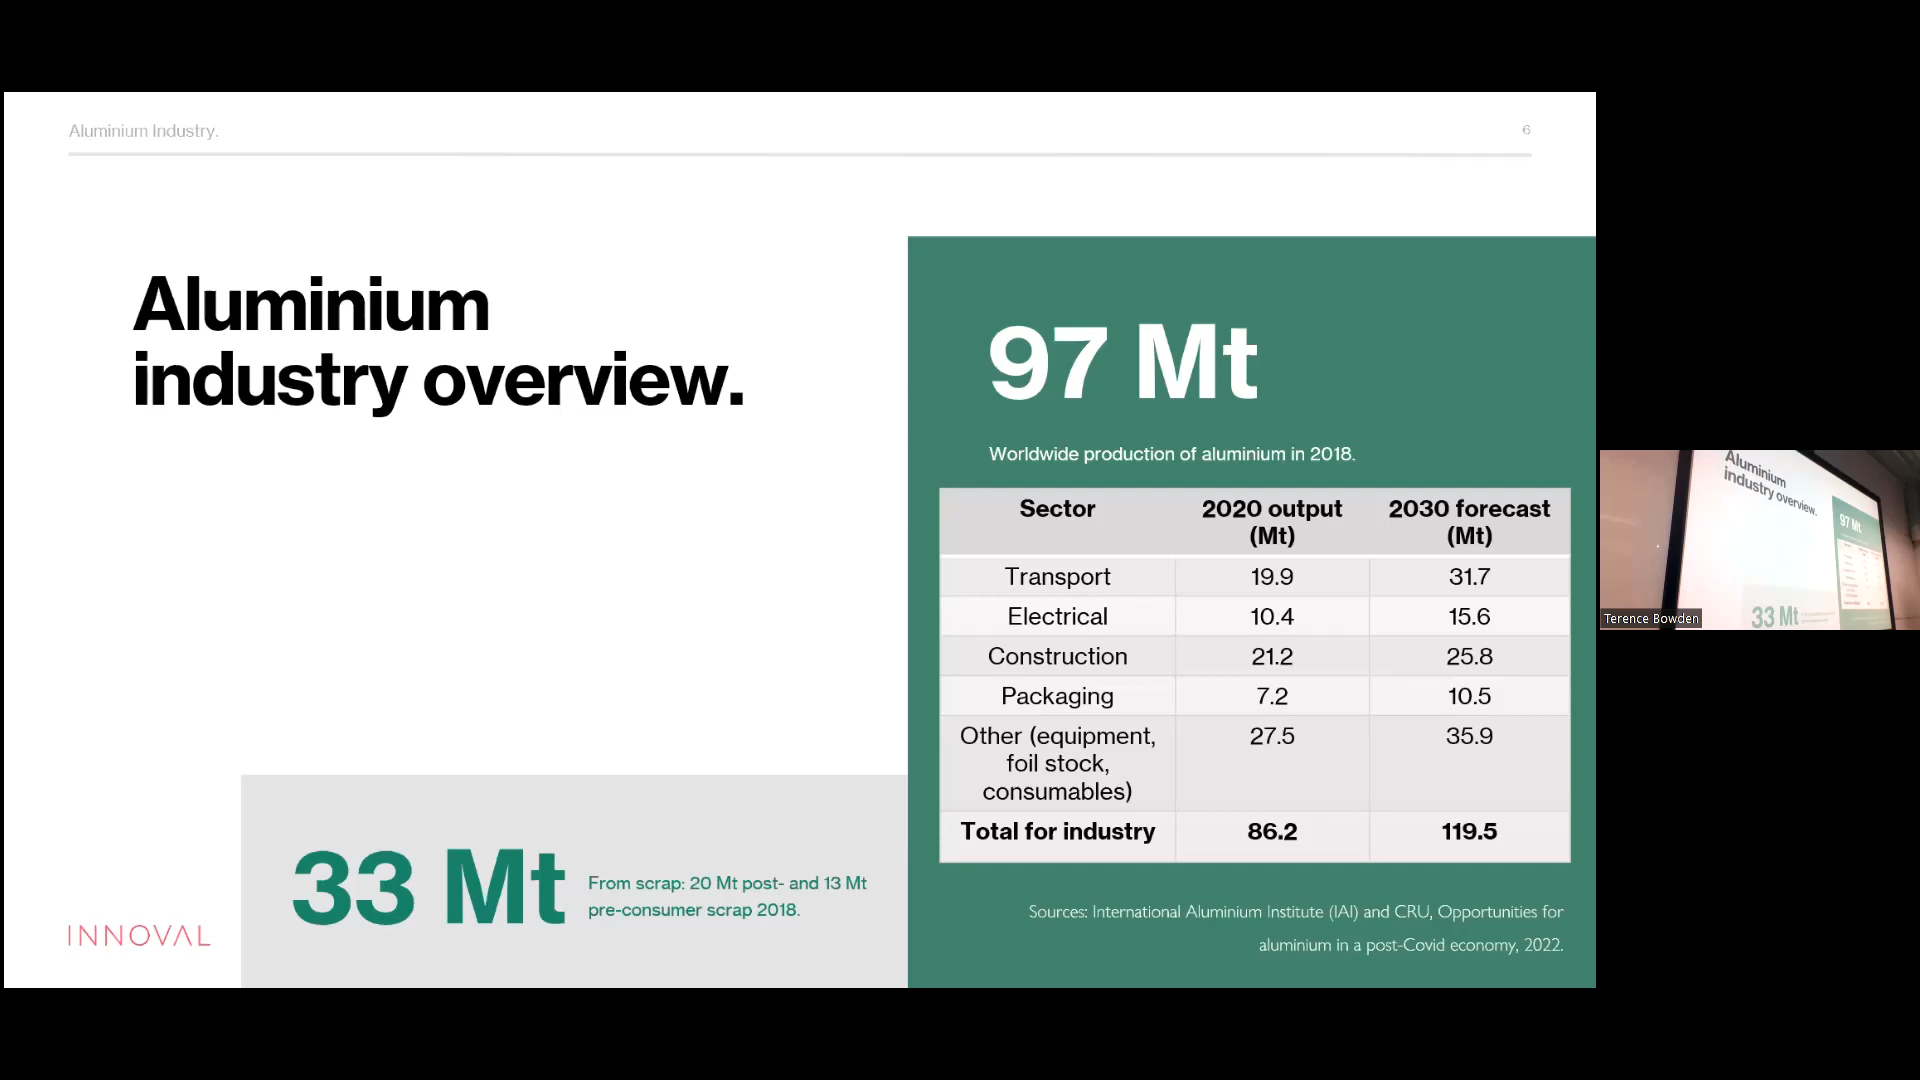 Aluminium Industry.
6
Aluminium
industry overview.
97 Mt
Worldwide production of aluminium in 2018.
Sector 2020 output (Mt) 2030 forecast (Mt)
Transport 19.9 31.7
Electrical 10.4 15.6
Construction 21.2 25.8
Packaging 7.2 10.5
Other (equipment, foil stock, consumables) 27.5 35.9
Total for industry 86.2 119.5
Sources: International Aluminium Institute (IAI) and CRU, Opportunities for
aluminium in a post-Covid economy, 2022.
33 Mt
From scrap: 20 Mt post- and 13 Mt
pre-consumer scrap 2018.
INNOVAL
Aluminium
industry overview.
97 Mt
33 Mt
Terence Bowden